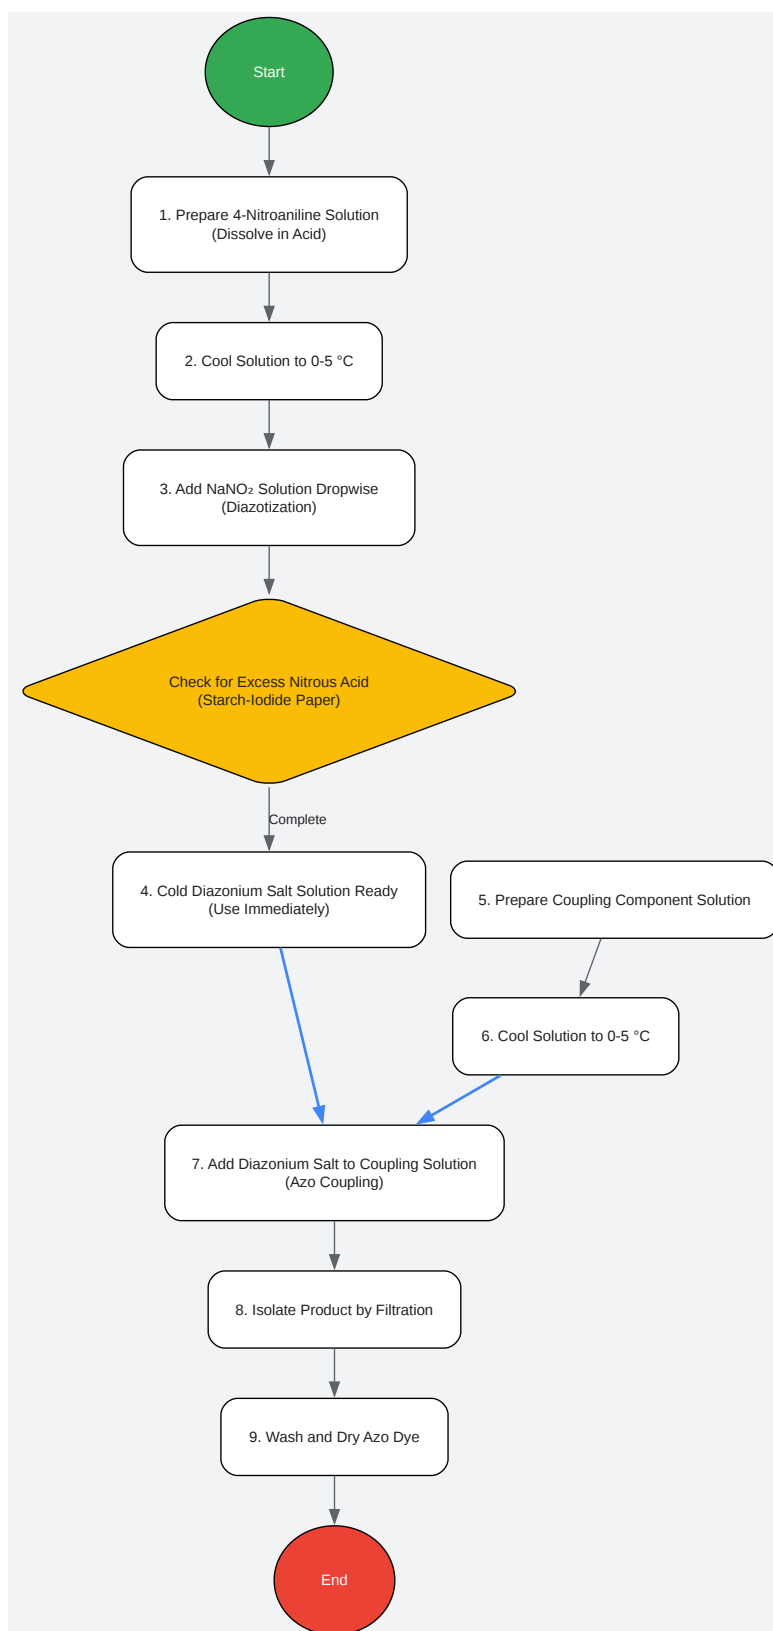 Start
1. Prepare 4-Nitroaniline Solution
(Dissolve in Acid)
2. Cool Solution to 0-5 °C
3. Add NaNO₂ Solution Dropwise
(Diazotization)
Check for Excess Nitrous Acid
(Starch-Iodide Paper)
Complete
4. Cold Diazonium Salt Solution Ready
(Use Immediately)
5. Prepare Coupling Component Solution
6. Cool Solution to 0-5 °C
7. Add Diazonium Salt to Coupling Solution
(Azo Coupling)
8. Isolate Product by Filtration
9. Wash and Dry Azo Dye
End